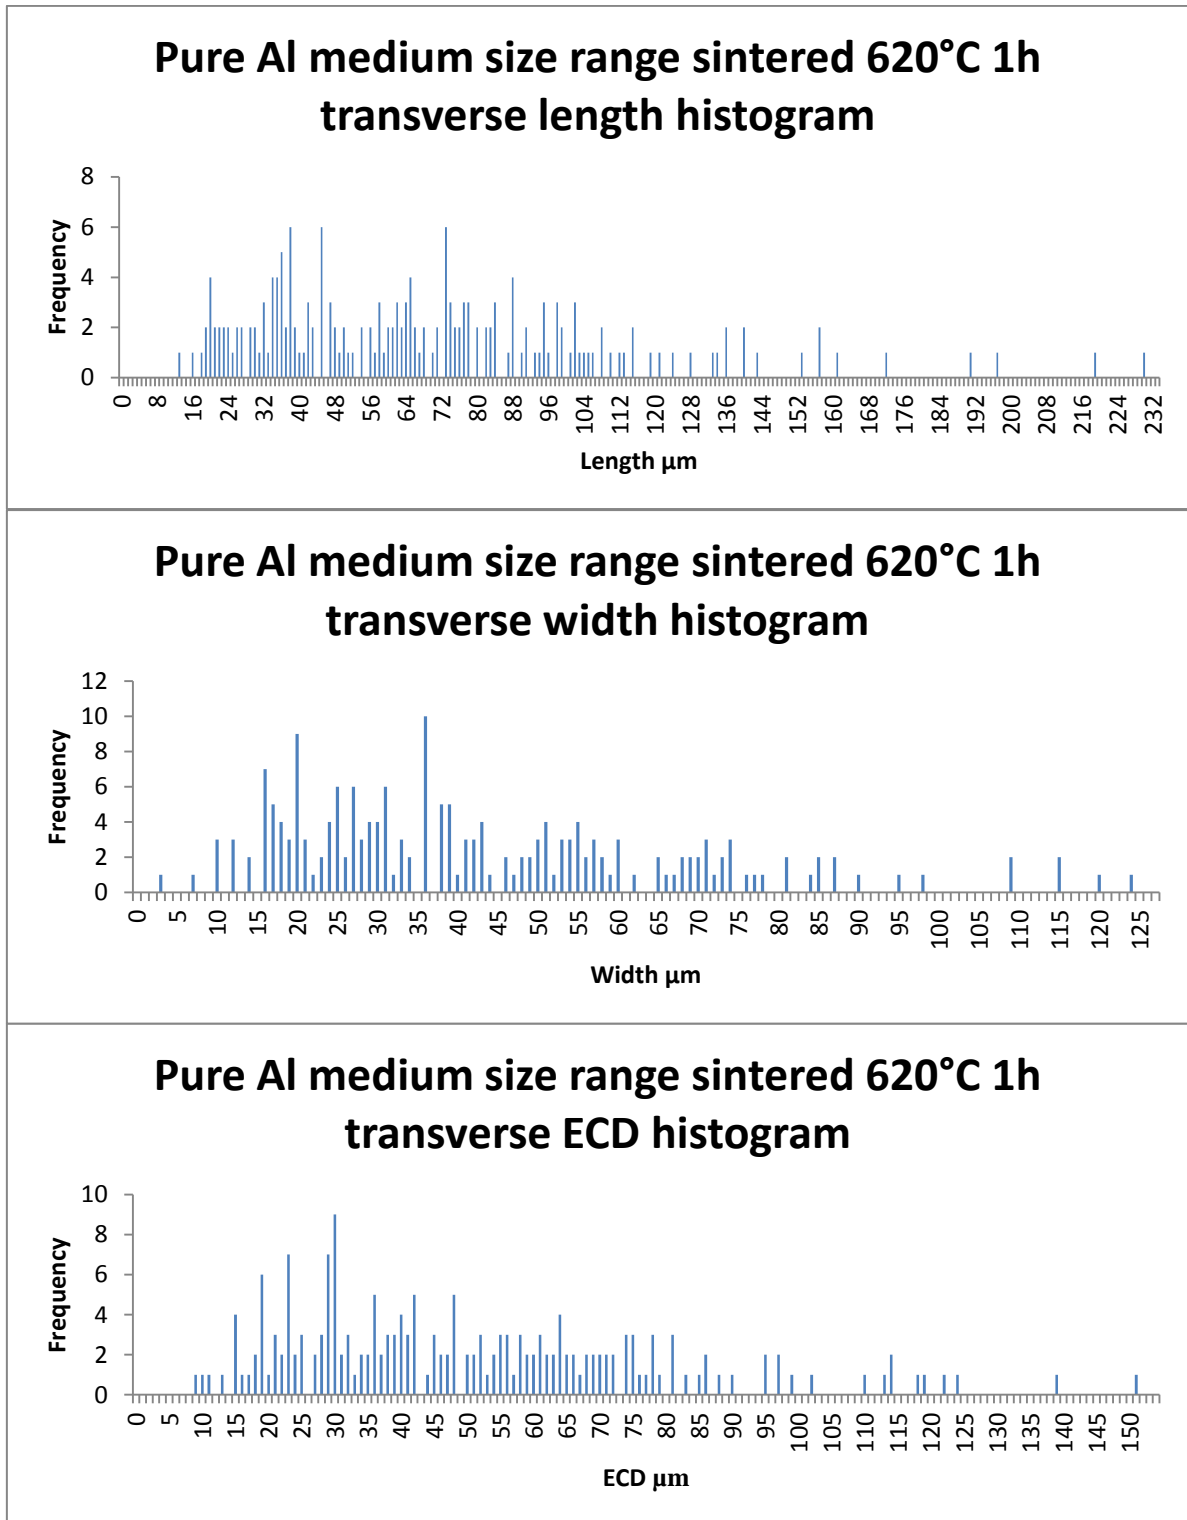 Pure Al medium size range sintered 620°C 1h
transverse length histogram
8
6
4
2
0
Frequency
0 8 16 24 32 40 48 56 64 72 80 88 96 104 112 120 128 136 144 152 160 168 176 184 192 200 208 216 224 232
Length µm
Pure Al medium size range sintered 620°C 1h
transverse width histogram
12
10
8
6
4
2
0
Frequency
0 5 10 15 20 25 30 35 40 45 50 55 60 65 70 75 80 85 90 95 100 105 110 115 120 125
Width µm
Pure Al medium size range sintered 620°C 1h
transverse ECD histogram
10
8
6
4
2
0
Frequency
0 5 10 15 20 25 30 35 40 45 50 55 60 65 70 75 80 85 90 95 100 105 110 115 120 125 130 135 140 145 150
ECD µm